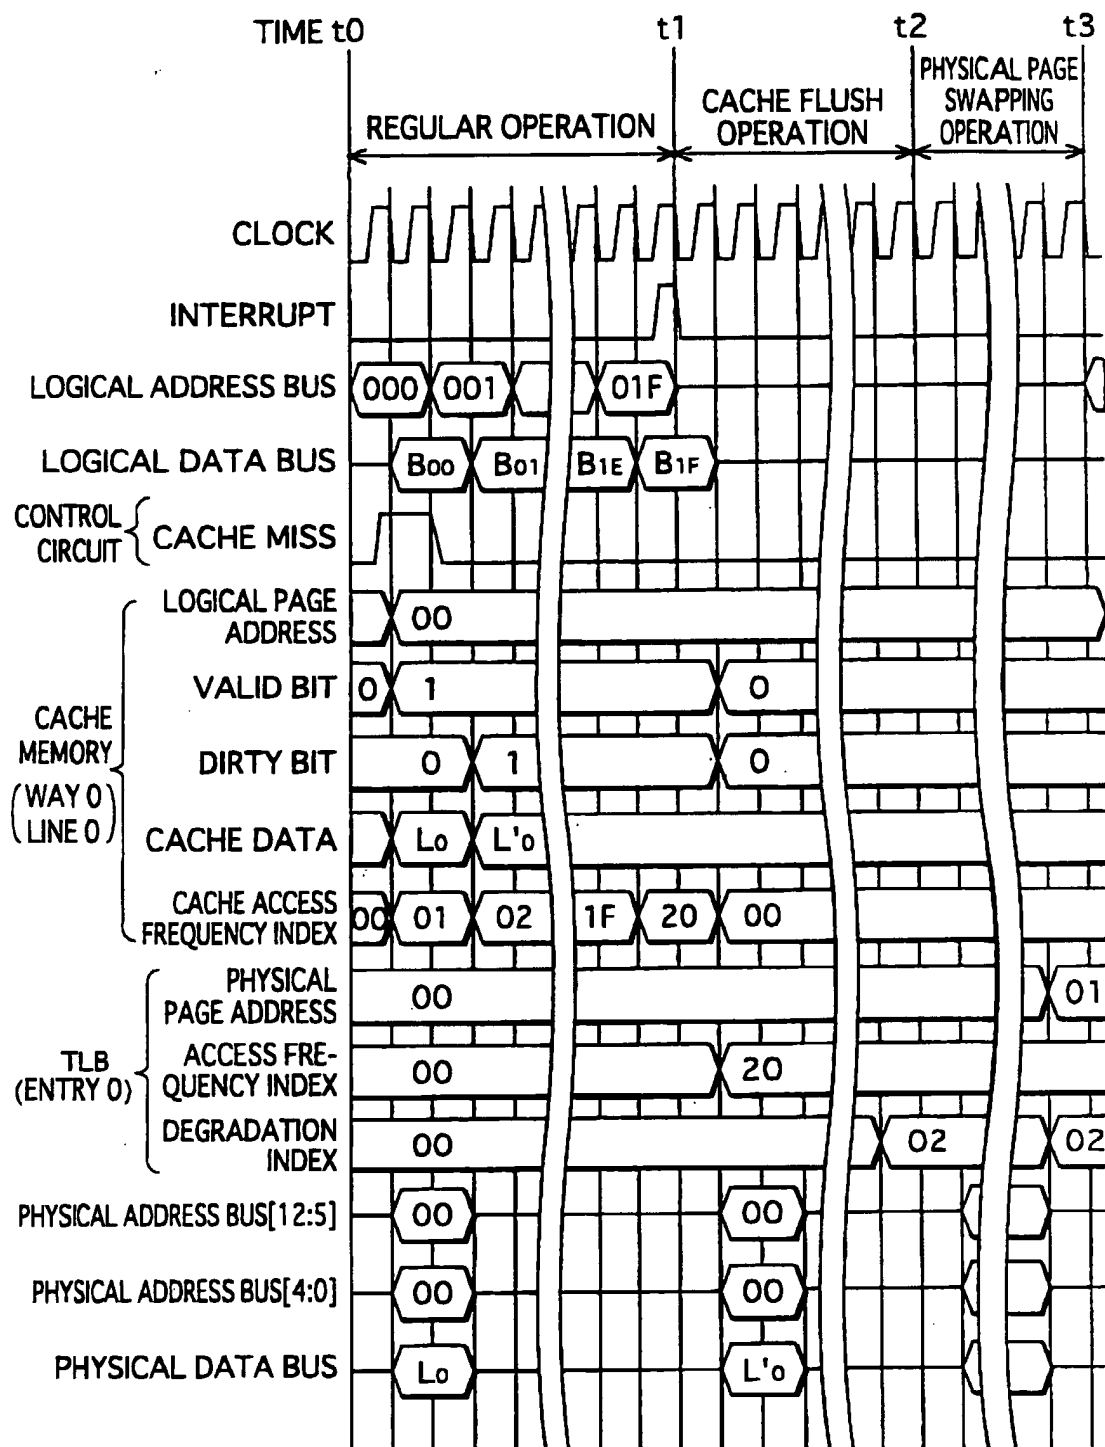 TIME t0 t1 t2 t3
REGULAR OPERATION
CACHE FLUSH
OPERATION
PHYSICAL PAGE
SWAPPING
OPERATION
CLOCK
INTERRUPT
LOGICAL ADDRESS BUS 000 001 01F
LOGICAL DATA BUS B00 B01 B1E B1F
CONTROL
CIRCUIT
CACHE MISS
CACHE
MEMORY
(WAY 0
LINE 0)
LOGICAL PAGE
ADDRESS 00
VALID BIT 0 1 0
DIRTY BIT 0 1 0
CACHE DATA L0 L'0
CACHE ACCESS
FREQUENCY INDEX 00 01 02 1F 20 00
TLB
(ENTRY 0)
PHYSICAL
PAGE ADDRESS 00 01
ACCESS FRE-
QUENCY INDEX 00 20
DEGRADATION
INDEX 00 02 02
PHYSICAL ADDRESS BUS[12:5] 00 00
PHYSICAL ADDRESS BUS[4:0] 00 00
PHYSICAL DATA BUS L0 L'0